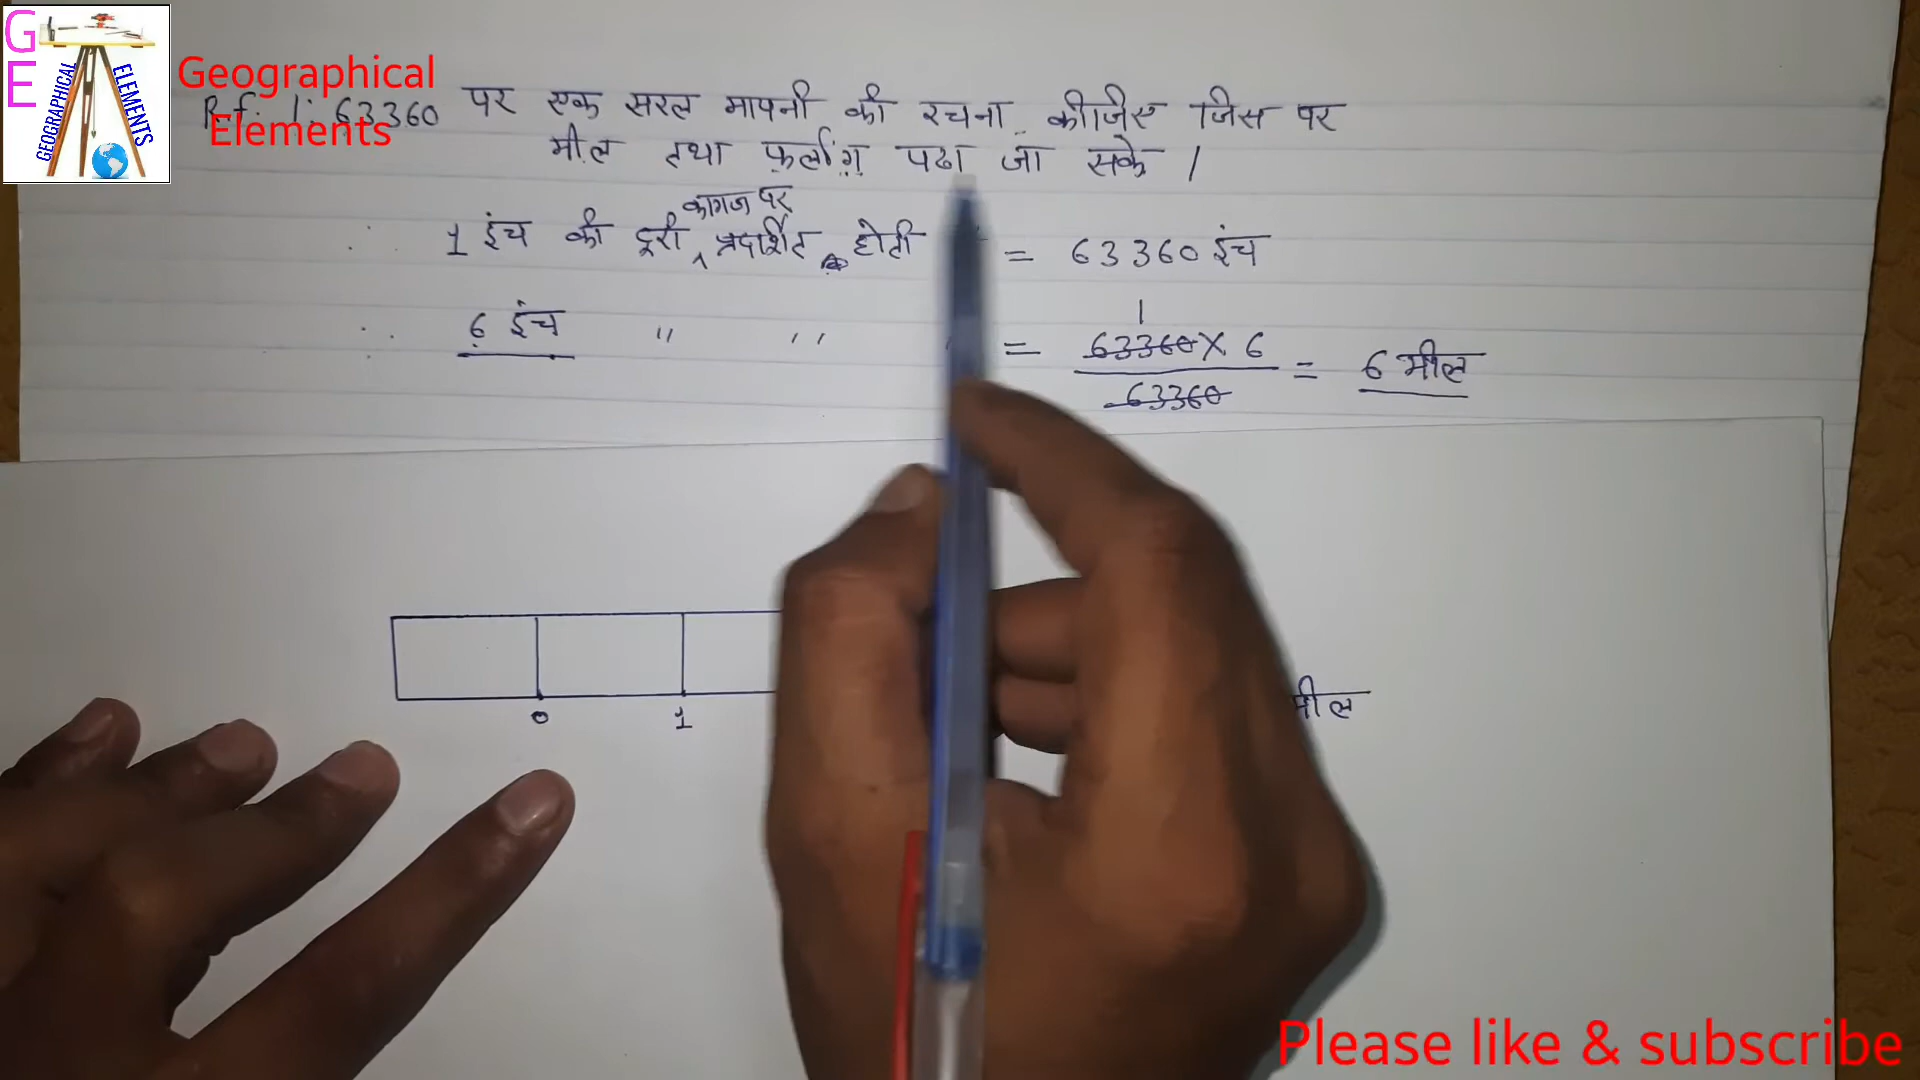 G E
GEOGRAPHICAL ELEMENTS
Geographical Elements
R.f. 1:63360 पर एक सरल मापनी की रचना कीजिए जिस पर
मील तथा फर्लांग पढा जा सके ।
कागज पर
∴ 1 इंच की दूरी प्रदर्शित होती = 63360 इंच
∴ 6 इंच " " = 63360 x 6 / 63360 = 6 मील
1
0 1 मील
Please like & subscribe